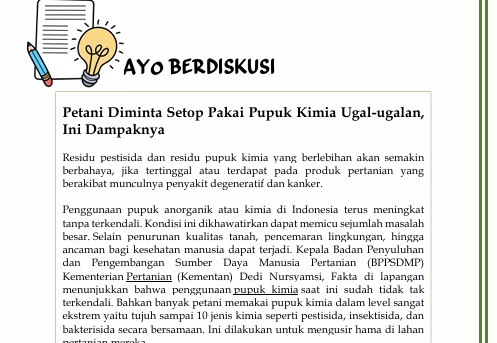 AYO BERDISKUSI
Petani Diminta Setop Pakai Pupuk Kimia Ugal-ugalan,
Ini Dampaknya
Residu pestisida dan residu pupuk kimia yang berlebihan akan semakin
berbahaya, jika tertinggal atau terdapat pada produk pertanian yang
berakibat munculnya penyakit degeneratif dan kanker.
Penggunaan pupuk anorganik atau kimia di Indonesia terus meningkat
tanpa terkendali. Kondisi ini dikhawatirkan dapat memicu sejumlah masalah
besar. Selain penurunan kualitas tanah, pencemaran lingkungan, hingga
ancaman bagi kesehatan manusia dapat terjadi. Kepala Badan Penyuluhan
dan Pengembangan Sumber Daya Manusia Pertanian (BPPSDMP)
Kementerian Pertanian (Kementan) Dedi Nursyamsi, Fakta di lapangan
menunjukkan bahwa penggunaan pupuk kimia saat ini sudah tidak tak
terkendali. Bahkan banyak petani memakai pupuk kimia dalam level sangat
ekstrem yaitu tujuh sampai 10 jenis kimia seperti pestisida, insektisida, dan
bakterisida secara bersamaan. Ini dilakukan untuk mengusir hama di lahan
pertanian mereka.